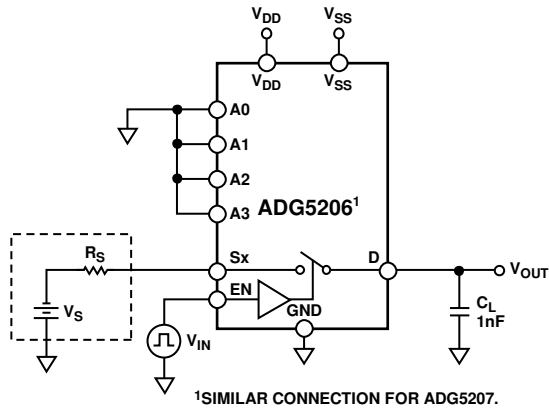 VDD VSS
VDD VSS
A0
A1
A2
A3
ADG5206¹
RS
Sx D
VOUT
EN
GND
VS
VIN
CL
1nF
¹SIMILAR CONNECTION FOR ADG5207.